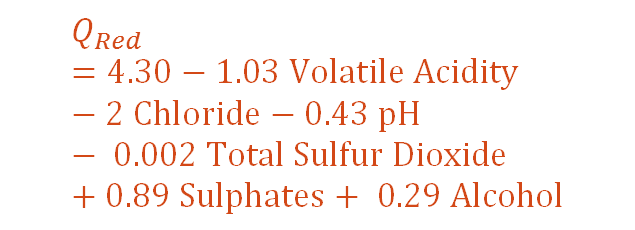 Q_Red
= 4.30 − 1.03 Volatile Acidity
− 2 Chloride − 0.43 pH
− 0.002 Total Sulfur Dioxide
+ 0.89 Sulphates + 0.29 Alcohol